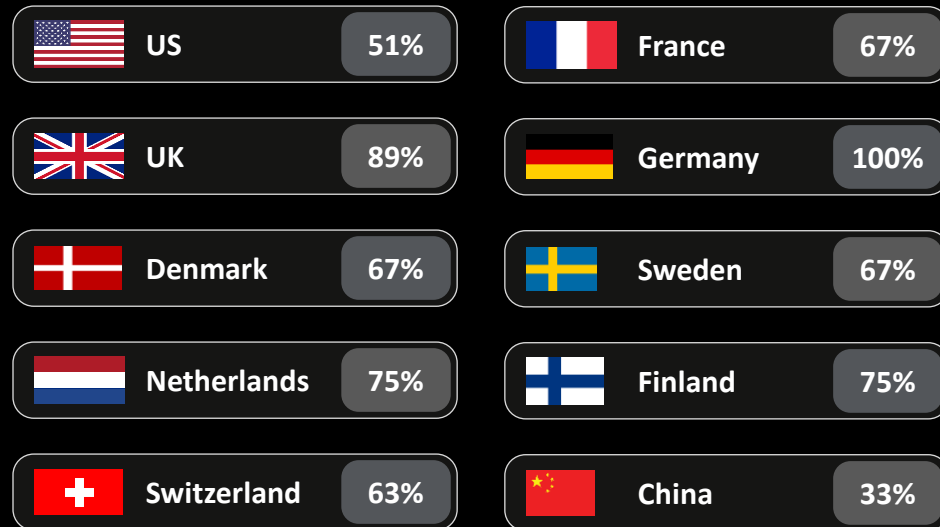 US 51%
France 67%
UK 89%
Germany 100%
Denmark 67%
Sweden 67%
Netherlands 75%
Finland 75%
Switzerland 63%
China 33%